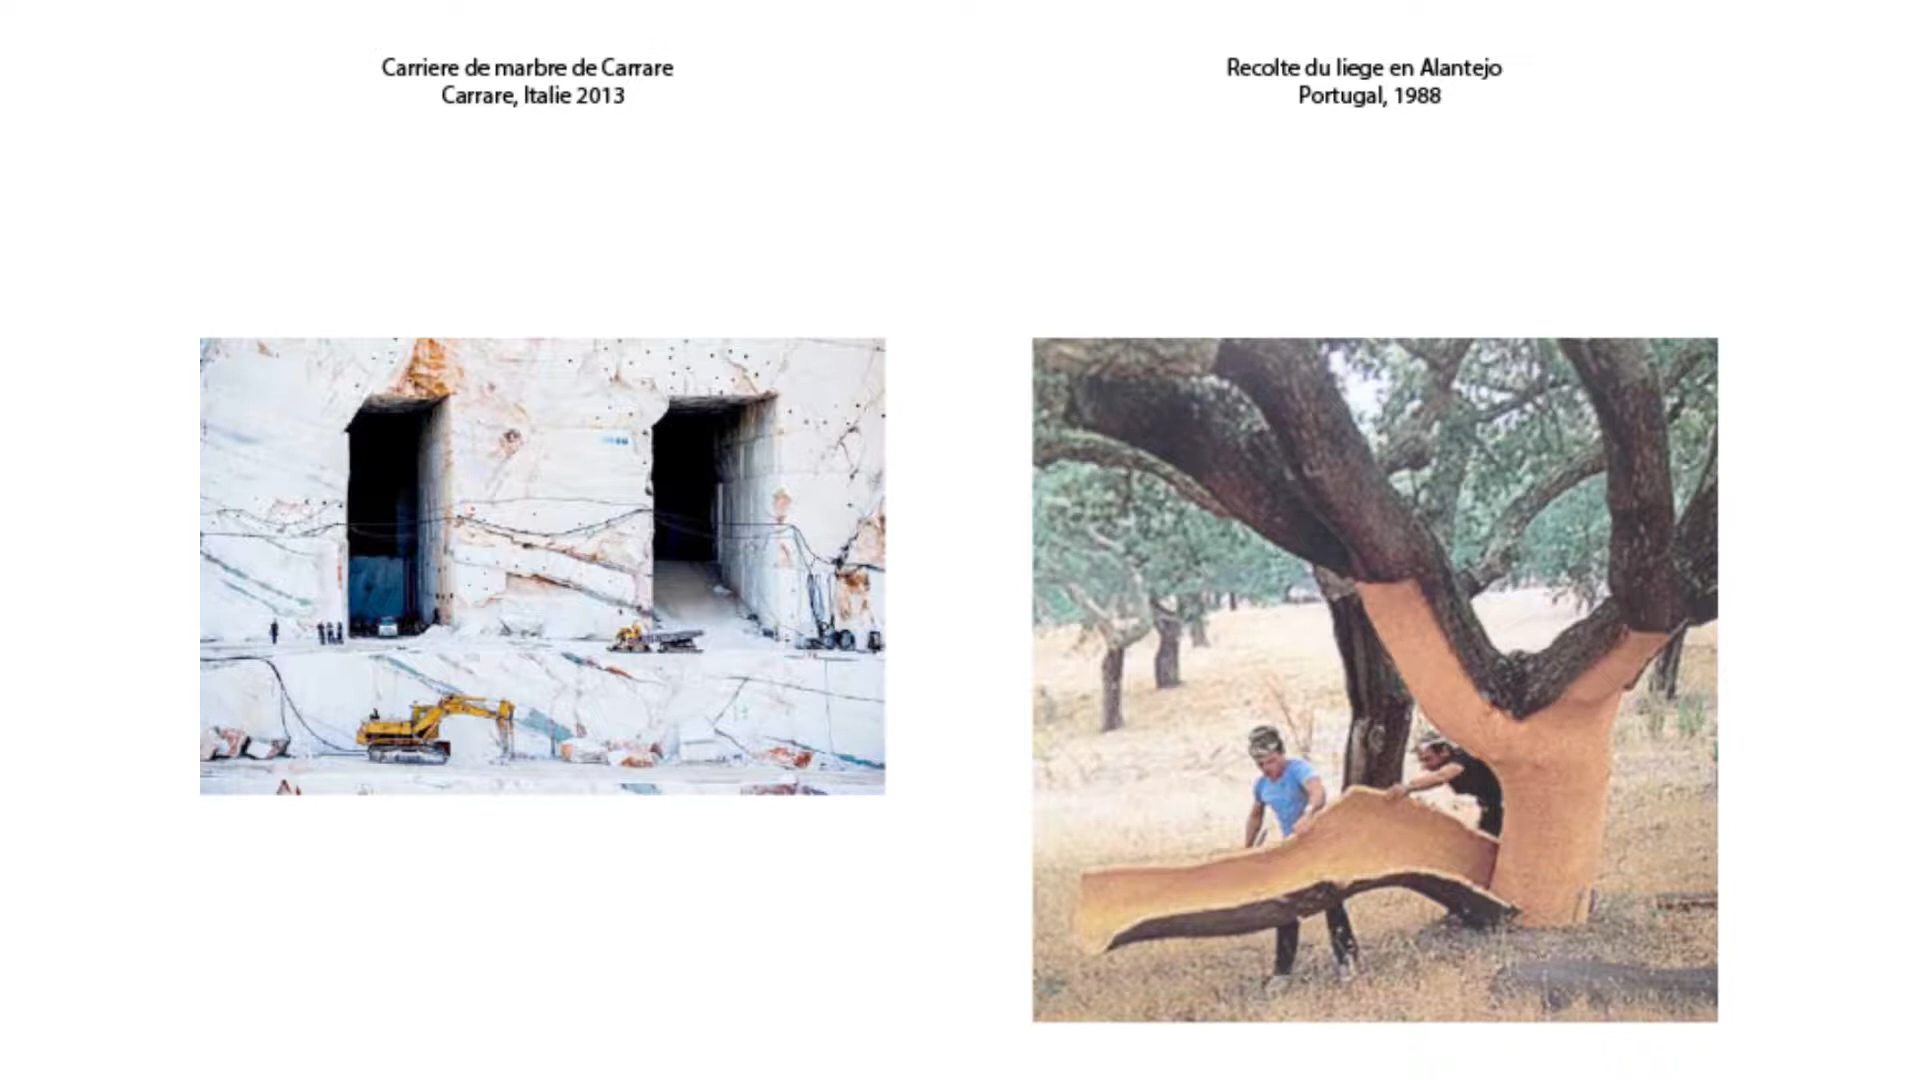 Carriere de marbre de Carrare
Carrare, Italie 2013
Recolte du liege en Alantejo
Portugal, 1988